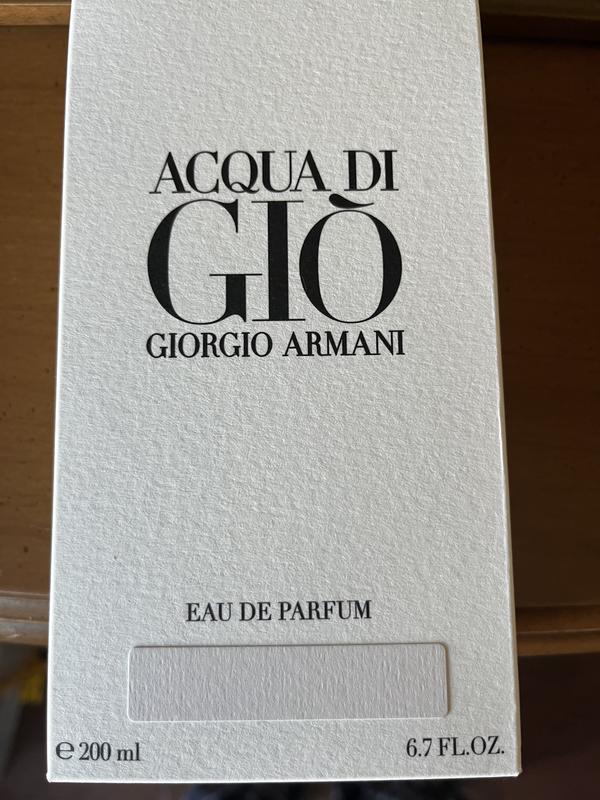 ACQUA DI
GIÒ
GIORGIO ARMANI
EAU DE PARFUM
℮ 200 ml 6.7 FL.OZ.